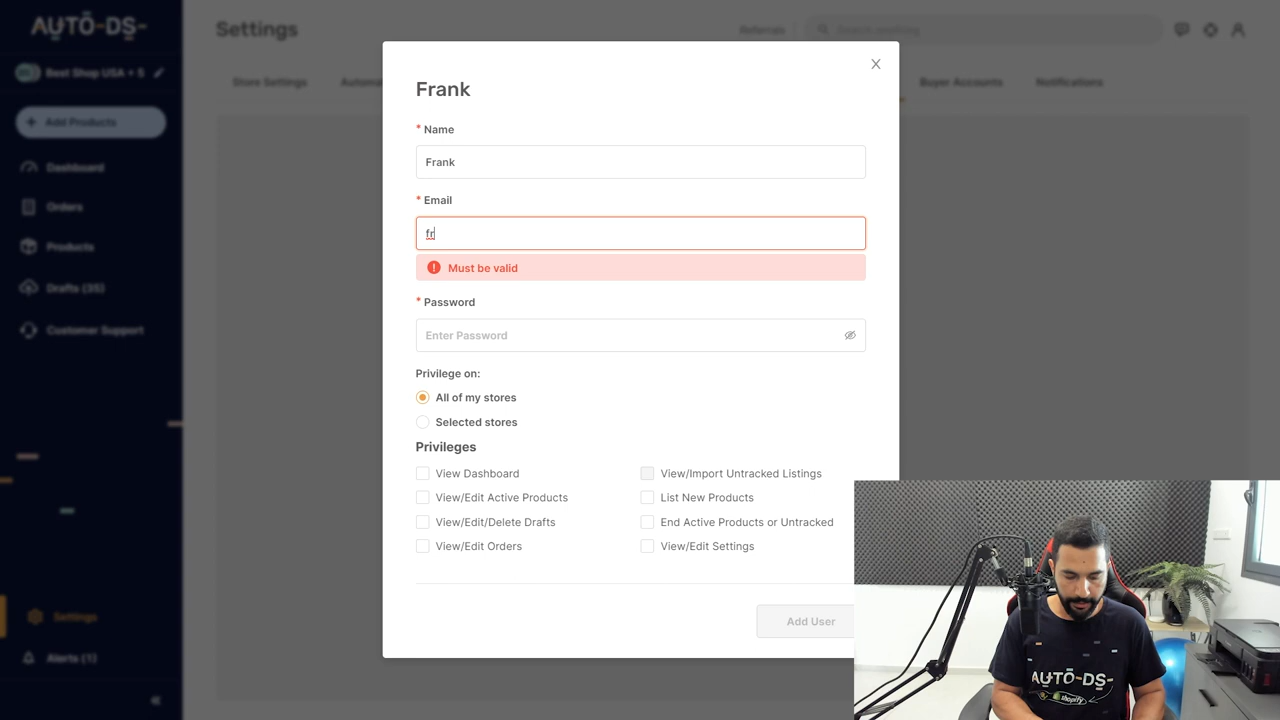 AUTO-DS-
Settings
Referrals
Search anything
Best Shop USA + 5
Store Settings
Buyer Accounts
Notifications
+ Add Products
Dashboard
Orders
Products
Drafts (35)
Customer Support
Settings
Alerts (1)
Frank
* Name
Frank
* Email
fr
Must be valid
* Password
Enter Password
Privilege on:
All of my stores
Selected stores
Privileges
View Dashboard
View/Import Untracked Listings
View/Edit Active Products
List New Products
View/Edit/Delete Drafts
End Active Products or Untracked
View/Edit Orders
View/Edit Settings
Add User
AUTO-DS-
shopify